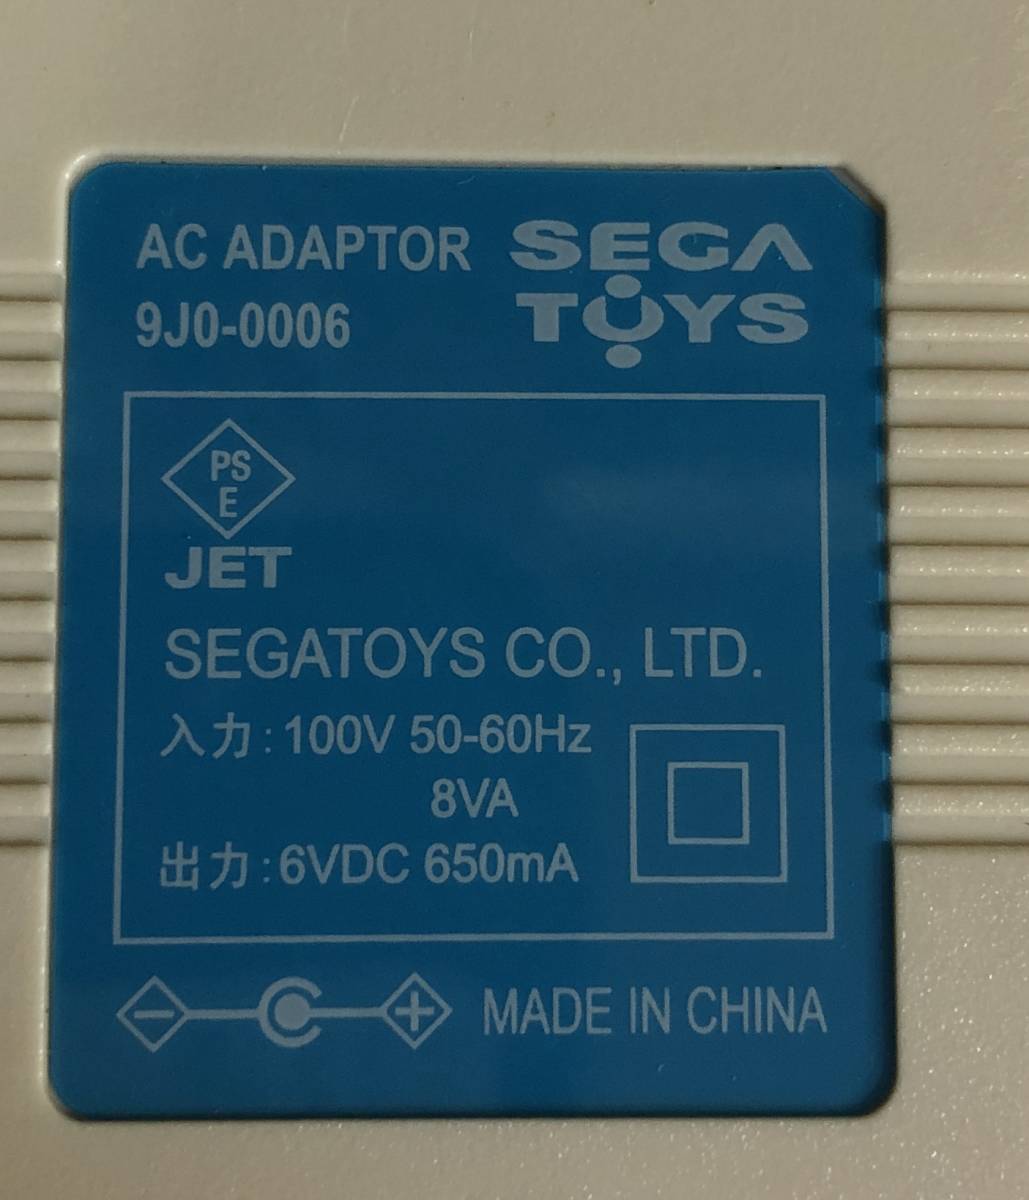 AC ADAPTOR
9J0-0006
SEGA
TOYS
PS
E
JET
SEGATOYS CO., LTD.
入力:100V 50-60Hz
8VA
出力:6VDC 650mA
MADE IN CHINA